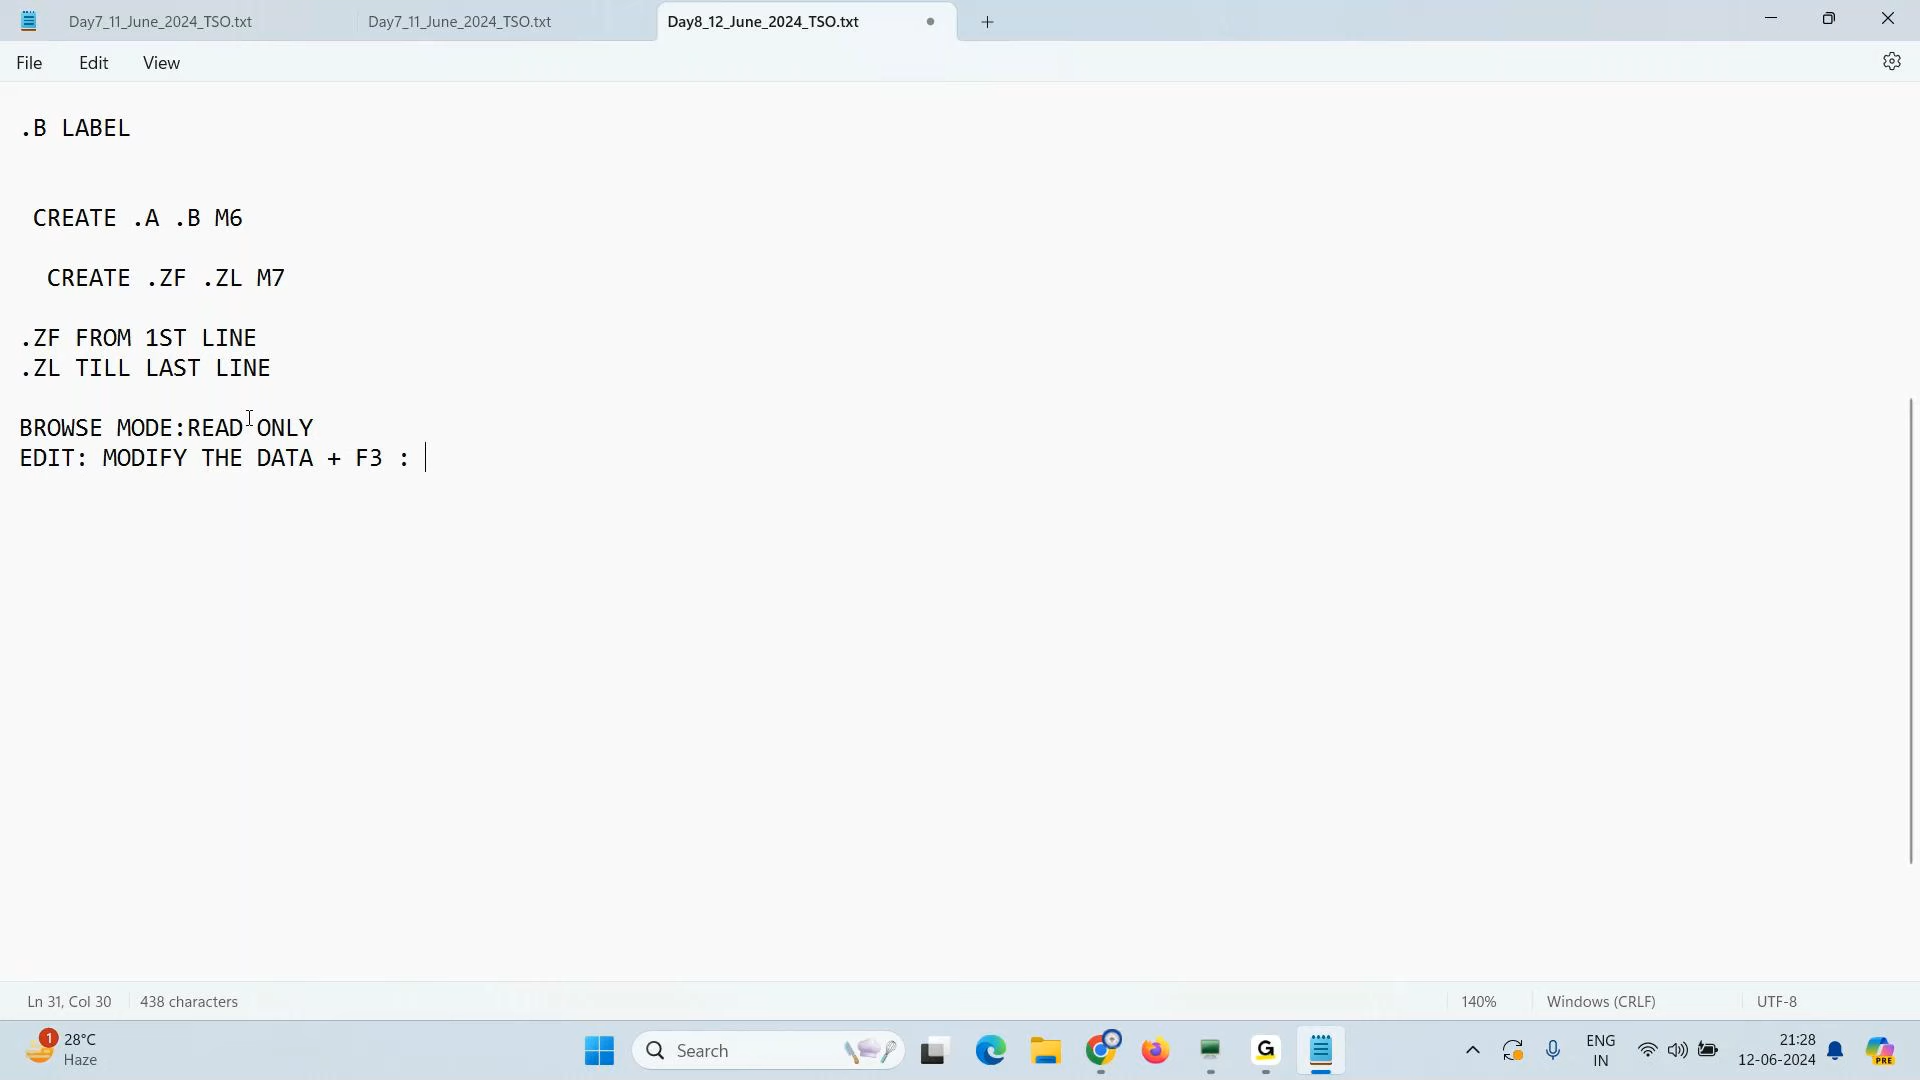 Day7_11_June_2024_TSO.txt
Day7_11_June_2024_TSO.txt
Day8_12_June_2024_TSO.txt
File
Edit
View
.B LABEL
CREATE .A .B M6
CREATE .ZF .ZL M7
.ZF FROM 1ST LINE
.ZL TILL LAST LINE
BROWSE MODE:READ ONLY
EDIT: MODIFY THE DATA + F3 :
Ln 31, Col 30
438 characters
140%
Windows (CRLF)
UTF-8
1
28°C
Haze
Search
G
ENG
IN
21:28
12-06-2024
PRE